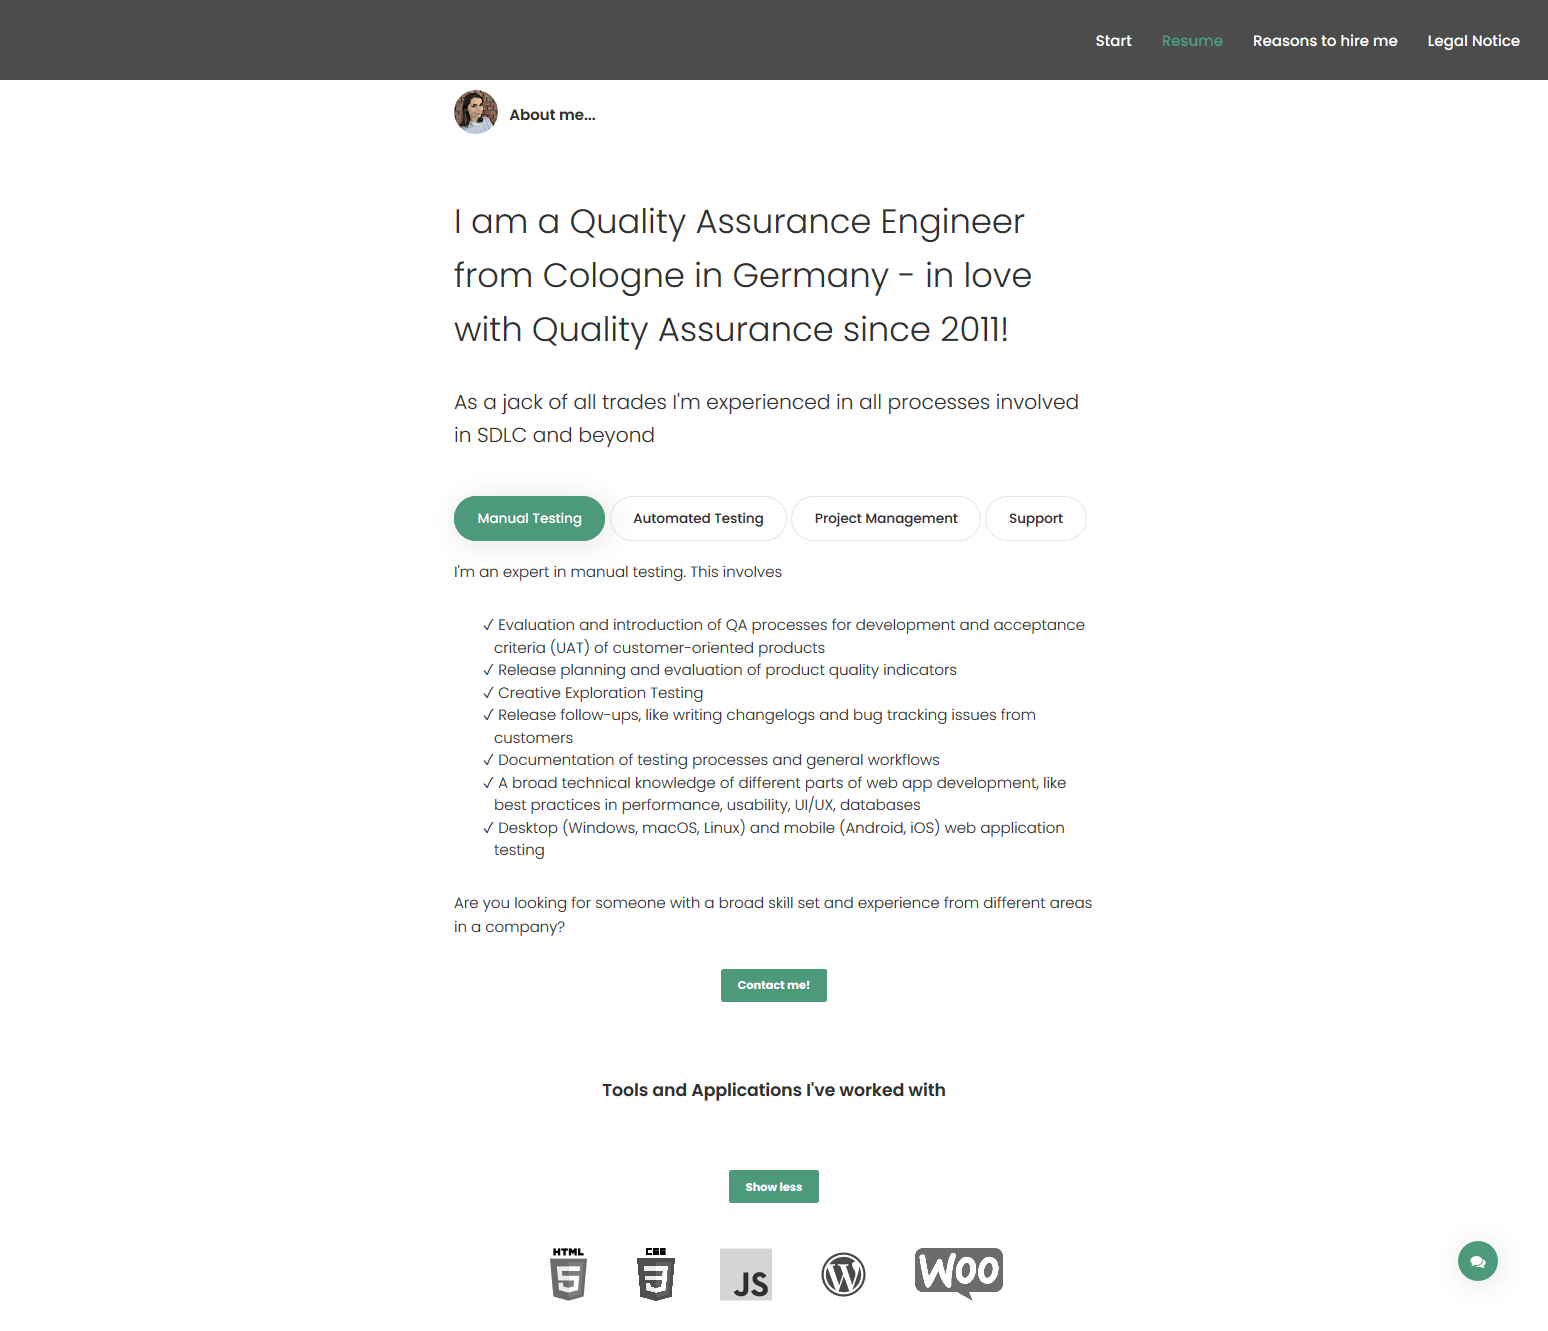 Start Resume Reasons to hire me Legal Notice
About me...
I am a Quality Assurance Engineer
from Cologne in Germany - in love
with Quality Assurance since 2011!
As a jack of all trades I'm experienced in all processes involved
in SDLC and beyond
Manual Testing Automated Testing Project Management Support
I'm an expert in manual testing. This involves
✓ Evaluation and introduction of QA processes for development and acceptance
criteria (UAT) of customer-oriented products
✓ Release planning and evaluation of product quality indicators
✓ Creative Exploration Testing
✓ Release follow-ups, like writing changelogs and bug tracking issues from
customers
✓ Documentation of testing processes and general workflows
✓ A broad technical knowledge of different parts of web app development, like
best practices in performance, usability, UI/UX, databases
✓ Desktop (Windows, macOS, Linux) and mobile (Android, iOS) web application
testing
Are you looking for someone with a broad skill set and experience from different areas
in a company?
Contact me!
Tools and Applications I've worked with
Show less
HTML 5 CSS 3 JS W Woo